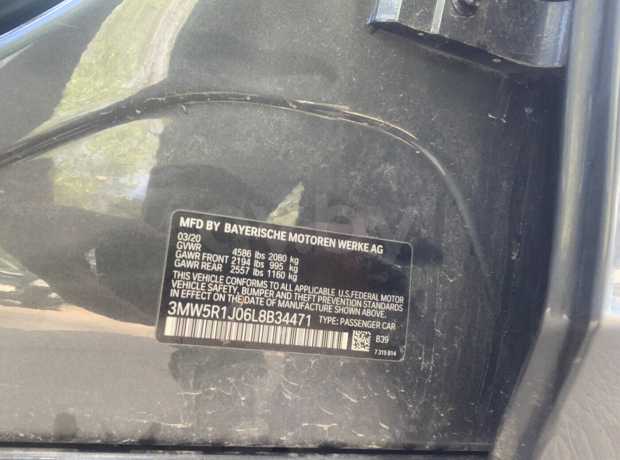 MFD BY BAYERISCHE MOTOREN WERKE AG
03/20
GVWR 4586 lbs 2080 kg
GAWR FRONT 2194 lbs 995 kg
GAWR REAR 2557 lbs 1160 kg
THIS VEHICLE CONFORMS TO ALL APPLICABLE U.S.FEDERAL MOTOR
VEHICLE SAFETY, BUMPER AND THEFT PREVENTION STANDARDS
IN EFFECT ON THE DATE OF MANUFACTURE SHOWN ABOVE.
3MW5R1J06L8B34471 TYPE: PASSENGER CAR
B39
7 319 814